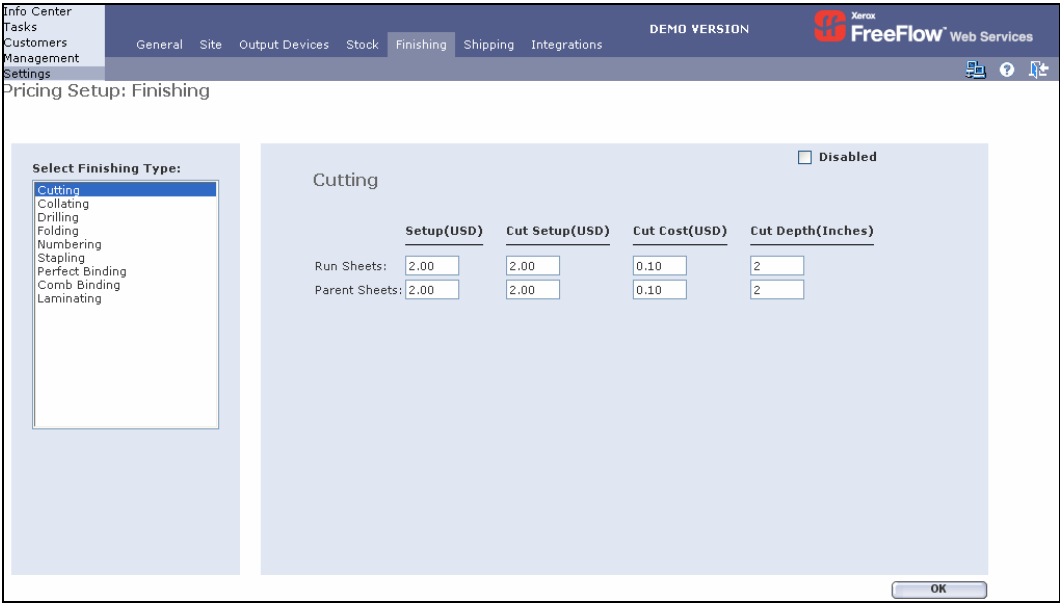 Info Center
Tasks
Customers
Management
Settings
General Site Output Devices Stock Finishing Shipping Integrations
DEMO VERSION
Xerox
FreeFlow™ Web Services
Pricing Setup: Finishing
Select Finishing Type:
Cutting
Collating
Drilling
Folding
Numbering
Stapling
Perfect Binding
Comb Binding
Laminating
Disabled
Cutting
Setup(USD) Cut Setup(USD) Cut Cost(USD) Cut Depth(Inches)
Run Sheets: 2.00 2.00 0.10 2
Parent Sheets: 2.00 2.00 0.10 2
OK